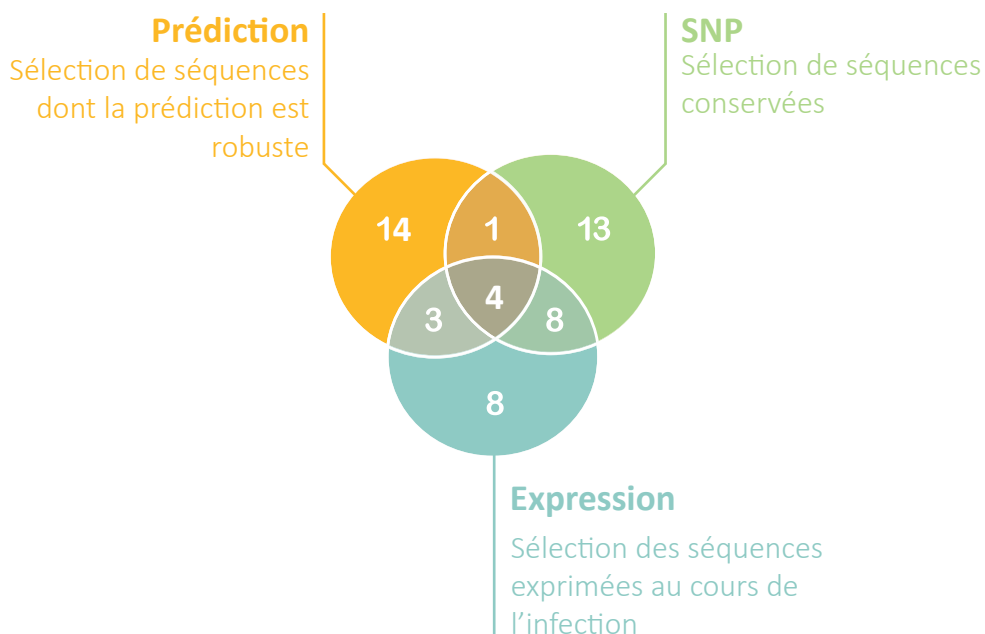 Prédiction
Sélection de séquences
dont la prédiction est
robuste
SNP
Sélection de séquences
conservées
14
1
13
4
3
8
8
Expression
Sélection des séquences
exprimées au cours de
l’infection